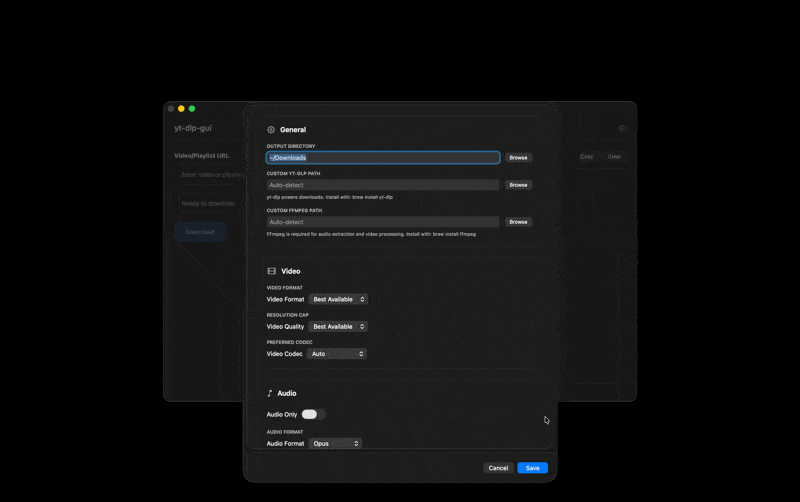 yt-dlp-gui
Video/Playlist URL
Enter video or playlis
Copy
Clear
Ready to download
Download
General
OUTPUT DIRECTORY
~/Downloads
Browse
CUSTOM YT-DLP PATH
Auto-detect
Browse
yt-dlp powers downloads. Install with: brew install yt-dlp
CUSTOM FFMPEG PATH
Auto-detect
Browse
FFmpeg is required for audio extraction and video processing. Install with: brew install ffmpeg
Video
VIDEO FORMAT
Video Format Best Available
RESOLUTION CAP
Video Quality Best Available
PREFERRED CODEC
Video Codec Auto
Audio
Audio Only
AUDIO FORMAT
Audio Format Opus
Cancel Save